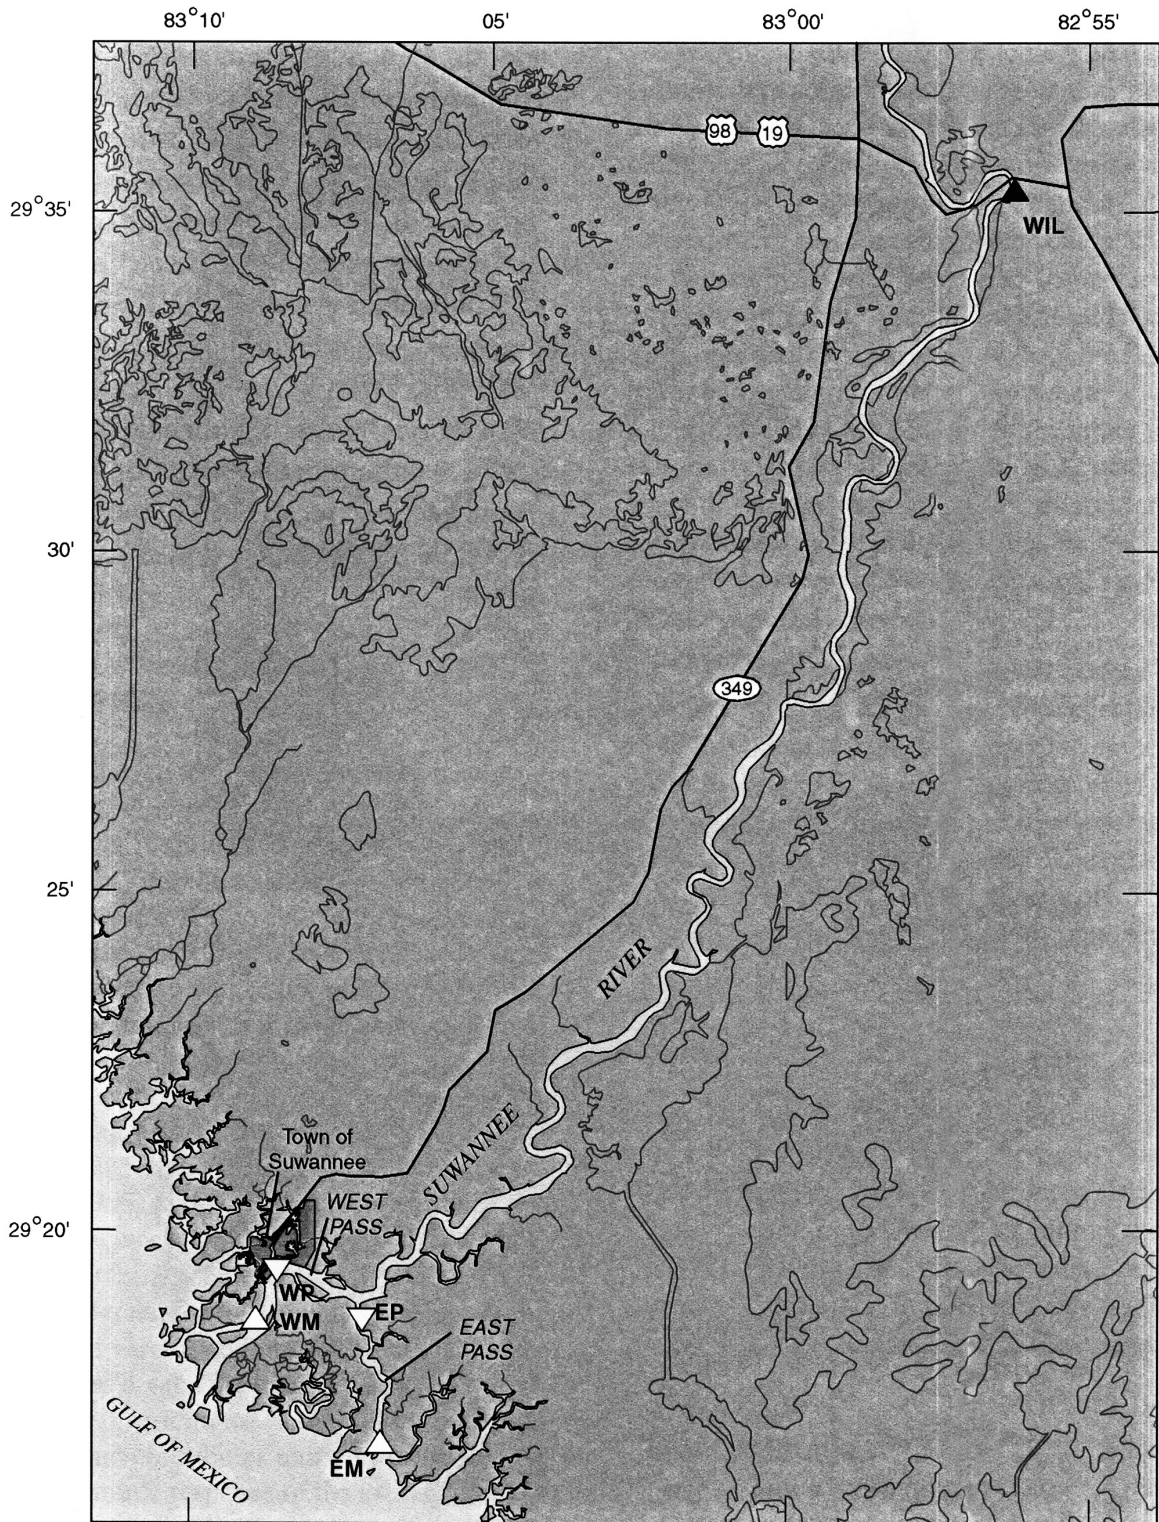 83°10'
05'
83°00'
82°55'
98
19
29°35'
WIL
30'
349
25'
RIVER
SUWANNEE
Town of
Suwannee
WEST
PASS
29°20'
WP
WM
EP
EAST
PASS
GULF OF MEXICO
EM